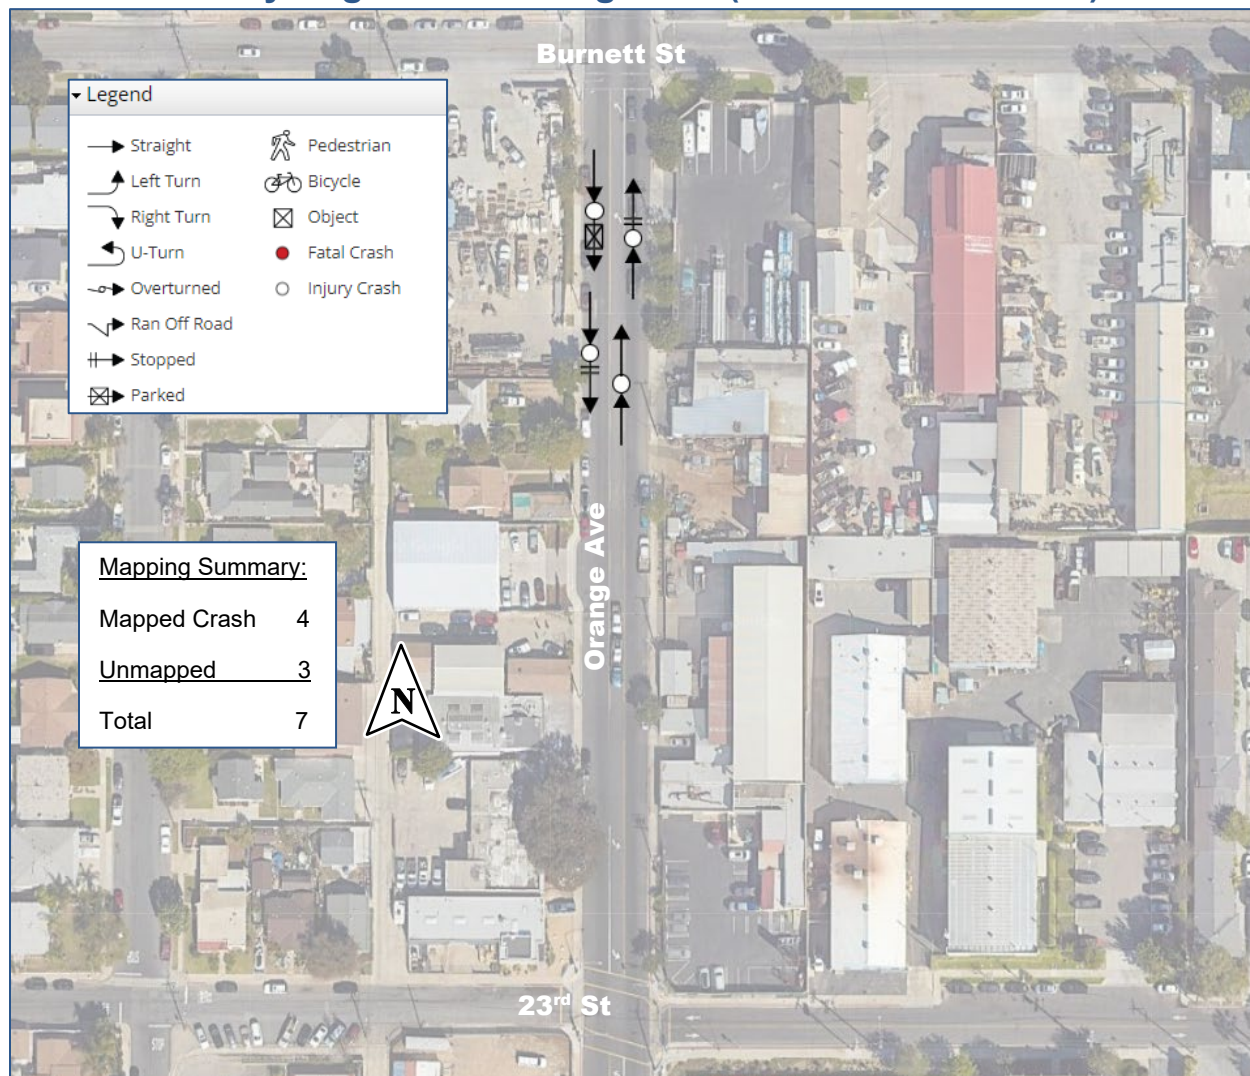 Burnett St
Legend
Straight
Pedestrian
Left Turn
Bicycle
Right Turn
Object
U-Turn
Fatal Crash
Overturned
Injury Crash
Ran Off Road
Stopped
Parked
Orange Ave
Mapping Summary:
Mapped Crash 4
Unmapped 3
Total 7
N
23rd St